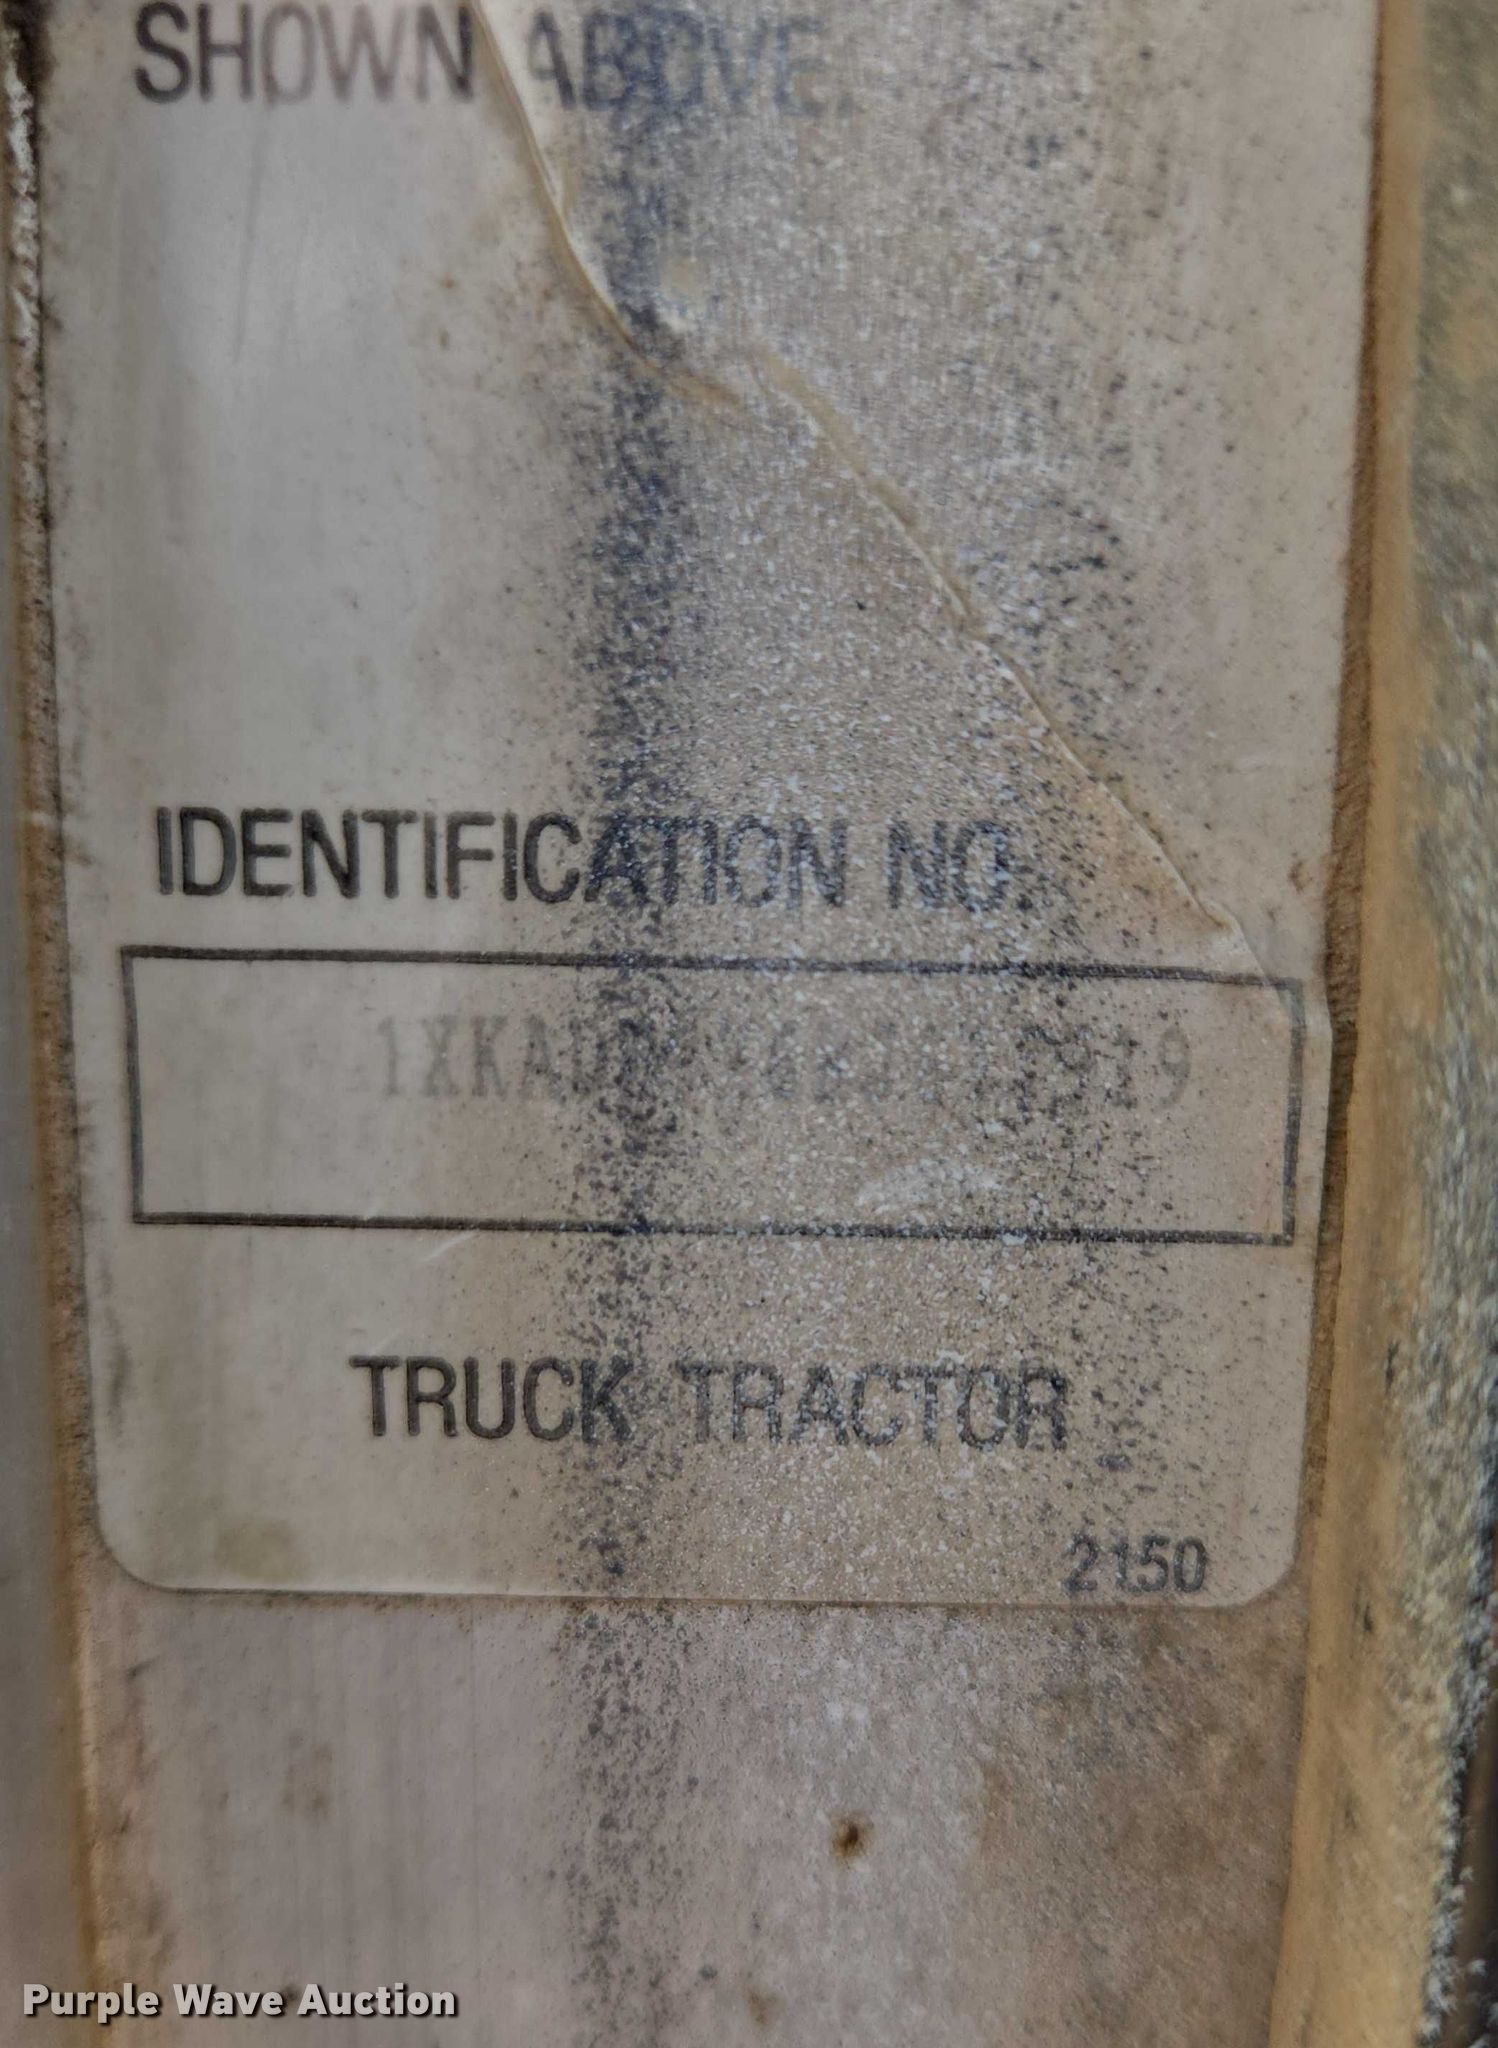 SHOWN ABOVE.
IDENTIFICATION NO.
TRUCK TRACTOR
2150
Purple Wave Auction